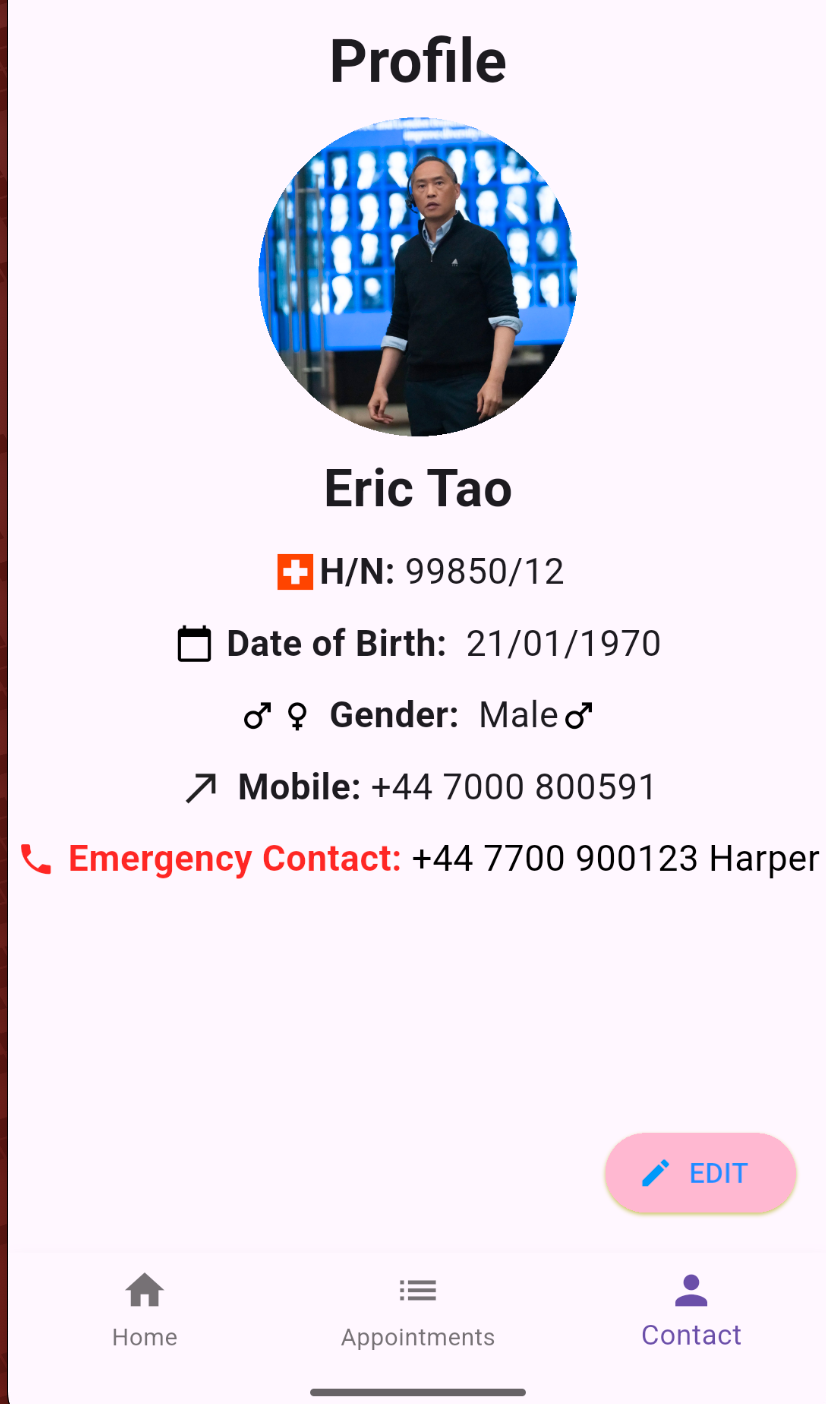 Profile
Eric Tao
H/N: 99850/12
Date of Birth: 21/01/1970
Gender: Male
Mobile: +44 7000 800591
Emergency Contact: +44 7700 900123 Harper
EDIT
Home
Appointments
Contact